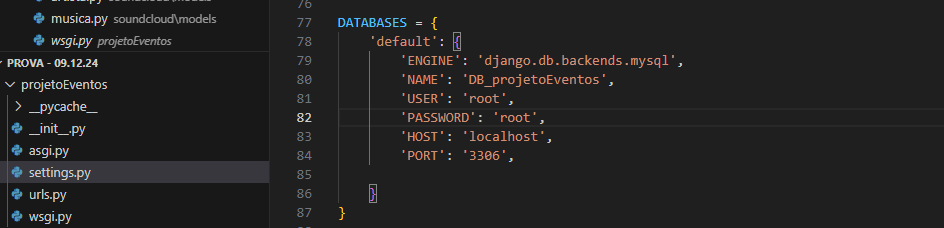 musica.py soundcloud\models
wsgi.py projetoEventos
PROVA - 09.12.24
projetoEventos
__pycache__
__init__.py
asgi.py
settings.py
urls.py
wsgi.py
76
77 DATABASES = {
78 'default': {
79 'ENGINE': 'django.db.backends.mysql',
80 'NAME': 'DB_projetoEventos',
81 'USER': 'root',
82 'PASSWORD': 'root',
83 'HOST': 'localhost',
84 'PORT': '3306',
85
86 }
87 }